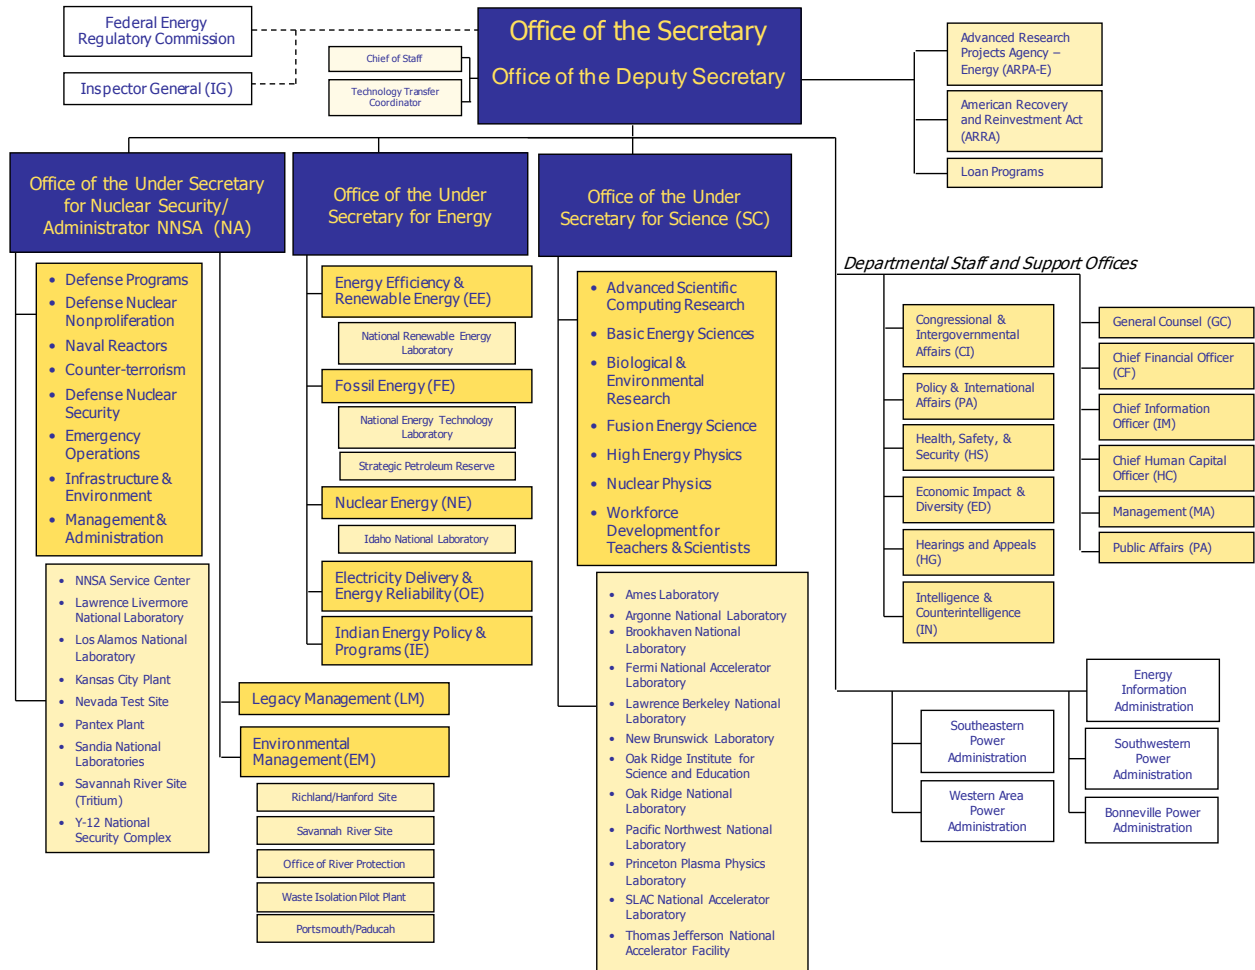 Federal Energy
Regulatory Commission
Inspector General (IG)
Office of the Secretary
Office of the Deputy Secretary
Chief of Staff
Technology Transfer
Coordinator
Advanced Research
Projects Agency –
Energy (ARPA-E)
American Recovery
and Reinvestment Act
(ARRA)
Loan Programs
Office of the Under Secretary
for Nuclear Security/
Administrator NNSA (NA)
Office of the Under
Secretary for Energy
Office of the Under
Secretary for Science (SC)
• Defense Programs
• Defense Nuclear
Nonproliferation
• Naval Reactors
• Counter-terrorism
• Defense Nuclear
Security
• Emergency
Operations
• Infrastructure &
Environment
• Management &
Administration
• NNSA Service Center
• Lawrence Livermore
National Laboratory
• Los Alamos National
Laboratory
• Kansas City Plant
• Nevada Test Site
• Pantex Plant
• Sandia National
Laboratories
• Savannah River Site
(Tritium)
• Y-12 National
Security Complex
Legacy Management (LM)
Environmental
Management (EM)
Richland/Hanford Site
Savannah River Site
Office of River Protection
Waste Isolation Pilot Plant
Portsmouth/Paducah
Energy Efficiency &
Renewable Energy (EE)
National Renewable Energy
Laboratory
Fossil Energy (FE)
National Energy Technology
Laboratory
Strategic Petroleum Reserve
Nuclear Energy (NE)
Idaho National Laboratory
Electricity Delivery &
Energy Reliability (OE)
Indian Energy Policy &
Programs (IE)
• Advanced Scientific
Computing Research
• Basic Energy Sciences
• Biological &
Environmental
Research
• Fusion Energy Science
• High Energy Physics
• Nuclear Physics
• Workforce
Development for
Teachers & Scientists
• Ames Laboratory
• Argonne National Laboratory
• Brookhaven National
Laboratory
• Fermi National Accelerator
Laboratory
• Lawrence Berkeley National
Laboratory
• New Brunswick Laboratory
• Oak Ridge Institute for
Science and Education
• Oak Ridge National
Laboratory
• Pacific Northwest National
Laboratory
• Princeton Plasma Physics
Laboratory
• SLAC National Accelerator
Laboratory
• Thomas Jefferson National
Accelerator Facility
Departmental Staff and Support Offices
Congressional &
Intergovernmental
Affairs (CI)
Policy & International
Affairs (PA)
Health, Safety, &
Security (HS)
Economic Impact &
Diversity (ED)
Hearings and Appeals
(HG)
Intelligence &
Counterintelligence
(IN)
General Counsel (GC)
Chief Financial Officer
(CF)
Chief Information
Officer (IM)
Chief Human Capital
Officer (HC)
Management (MA)
Public Affairs (PA)
Energy
Information
Administration
Southeastern
Power
Administration
Southwestern
Power
Administration
Western Area
Power
Administration
Bonneville Power
Administration